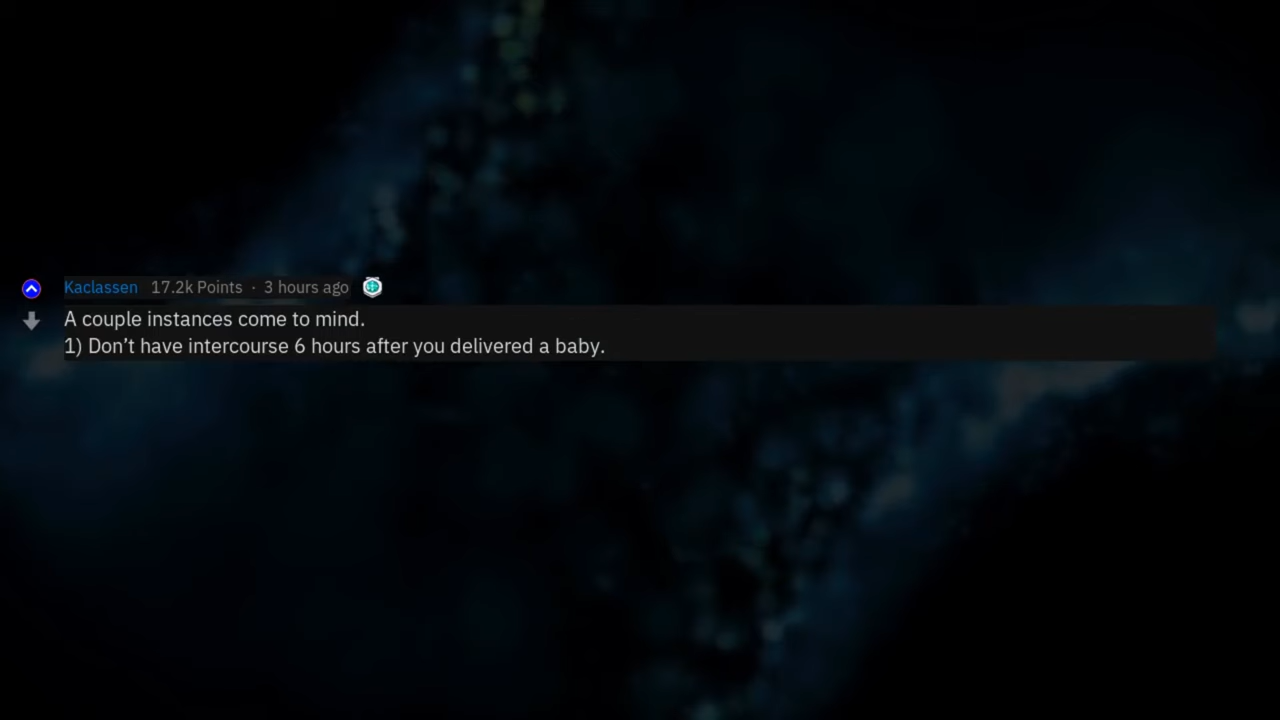 Kaclassen 17.2k Points · 3 hours ago
A couple instances come to mind.
1) Don’t have intercourse 6 hours after you delivered a baby.